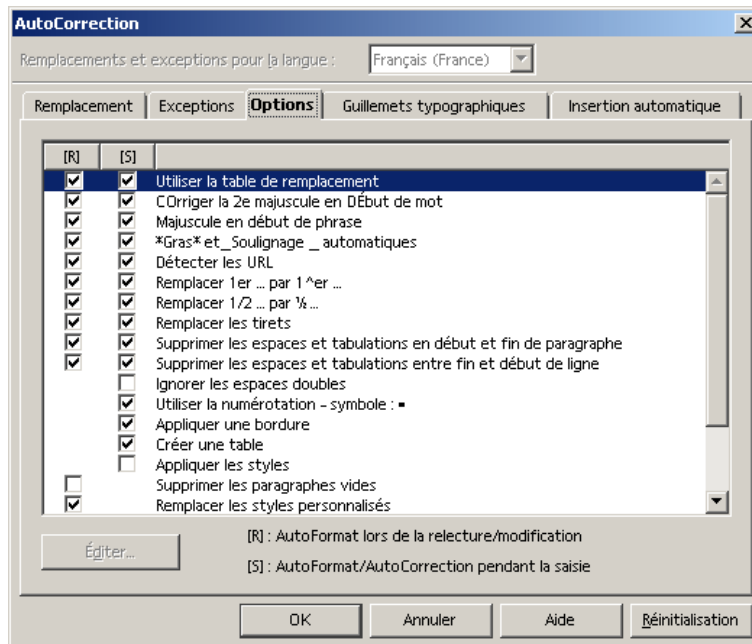 AutoCorrection
Remplacements et exceptions pour la langue : Français (France)
Remplacement Exceptions Options Guillemets typographiques Insertion automatique
[R] [S]
Utiliser la table de remplacement
COrriger la 2e majuscule en DÉbut de mot
Majuscule en début de phrase
*Gras* et_Soulignage _ automatiques
Détecter les URL
Remplacer 1er ... par 1^er ...
Remplacer 1/2 ... par ½ ...
Remplacer les tirets
Supprimer les espaces et tabulations en début et fin de paragraphe
Supprimer les espaces et tabulations entre fin et début de ligne
Ignorer les espaces doubles
Utiliser la numérotation – symbole : ▪
Appliquer une bordure
Créer une table
Appliquer les styles
Supprimer les paragraphes vides
Remplacer les styles personnalisés
Éditer...
[R] : AutoFormat lors de la relecture/modification
[S] : AutoFormat/AutoCorrection pendant la saisie
OK Annuler Aide Réinitialisation